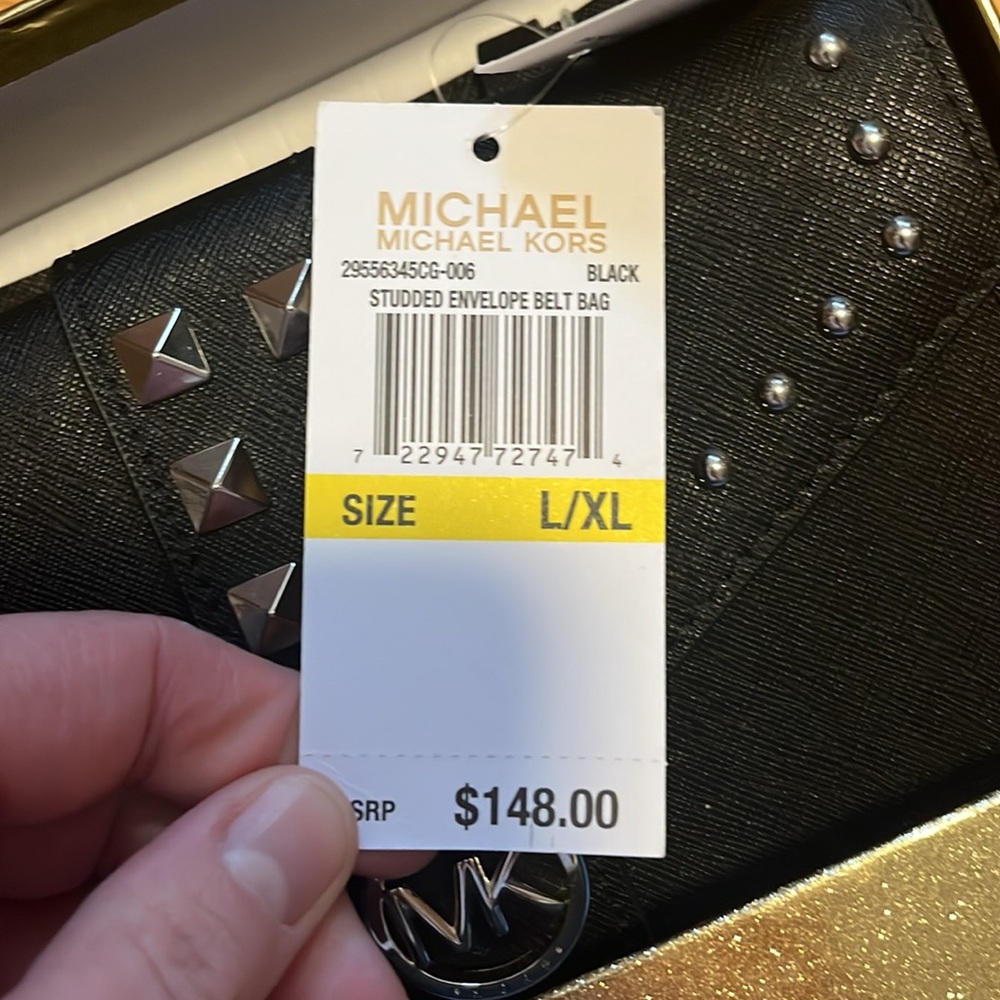 MICHAEL
MICHAEL KORS
29556345CG-006 BLACK
STUDDED ENVELOPE BELT BAG
7 22947 72747 4
SIZE L/XL
SRP $148.00
MK